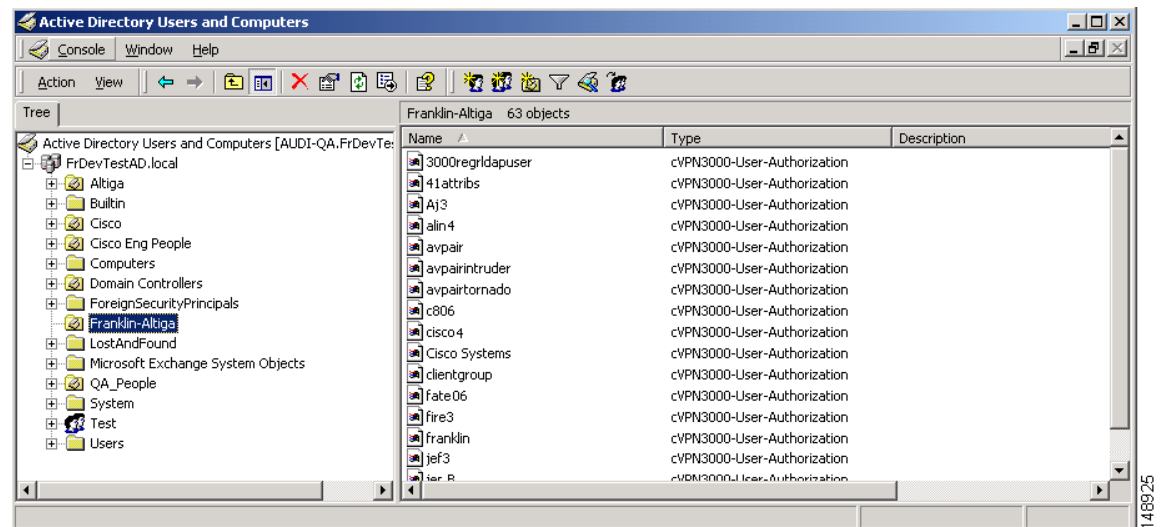 Active Directory Users and Computers
Console Window Help
Action View
Tree
Franklin-Altiga 63 objects
Active Directory Users and Computers [AUDI-QA.FrDevTes
FrDevTestAD.local
Altiga
Builtin
Cisco
Cisco Eng People
Computers
Domain Controllers
ForeignSecurityPrincipals
Franklin-Altiga
LostAndFound
Microsoft Exchange System Objects
QA_People
System
Test
Users
Name Type Description
3000regrldapuser cVPN3000-User-Authorization
41attribs cVPN3000-User-Authorization
Aj3 cVPN3000-User-Authorization
alin4 cVPN3000-User-Authorization
avpair cVPN3000-User-Authorization
avpairintruder cVPN3000-User-Authorization
avpairtornado cVPN3000-User-Authorization
c806 cVPN3000-User-Authorization
cisco4 cVPN3000-User-Authorization
Cisco Systems cVPN3000-User-Authorization
clientgroup cVPN3000-User-Authorization
fate06 cVPN3000-User-Authorization
fire3 cVPN3000-User-Authorization
franklin cVPN3000-User-Authorization
jef3 cVPN3000-User-Authorization
jer_B cVPN3000-User-Authorization
148925